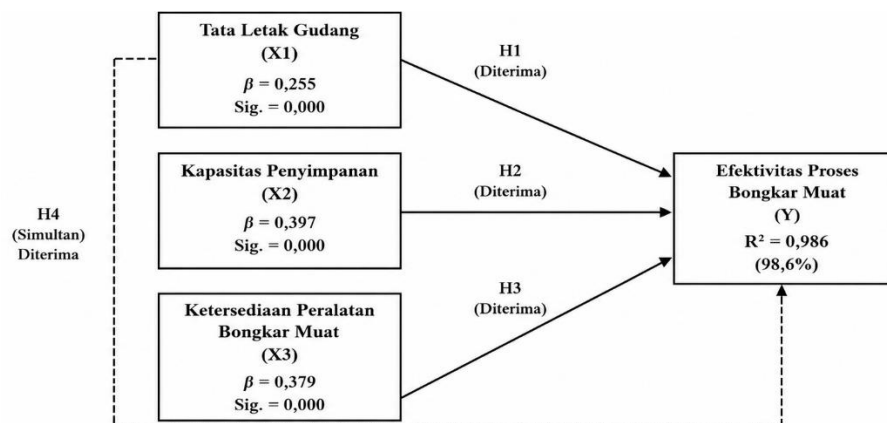 Tata Letak Gudang
(X1)
β = 0,255
Sig. = 0,000
H1
(Diterima)
Kapasitas Penyimpanan
(X2)
β = 0,397
Sig. = 0,000
H2
(Diterima)
Efektivitas Proses
Bongkar Muat
(Y)
R² = 0,986
(98,6%)
H4
(Simultan)
Diterima
Ketersediaan Peralatan
Bongkar Muat
(X3)
β = 0,379
Sig. = 0,000
H3
(Diterima)